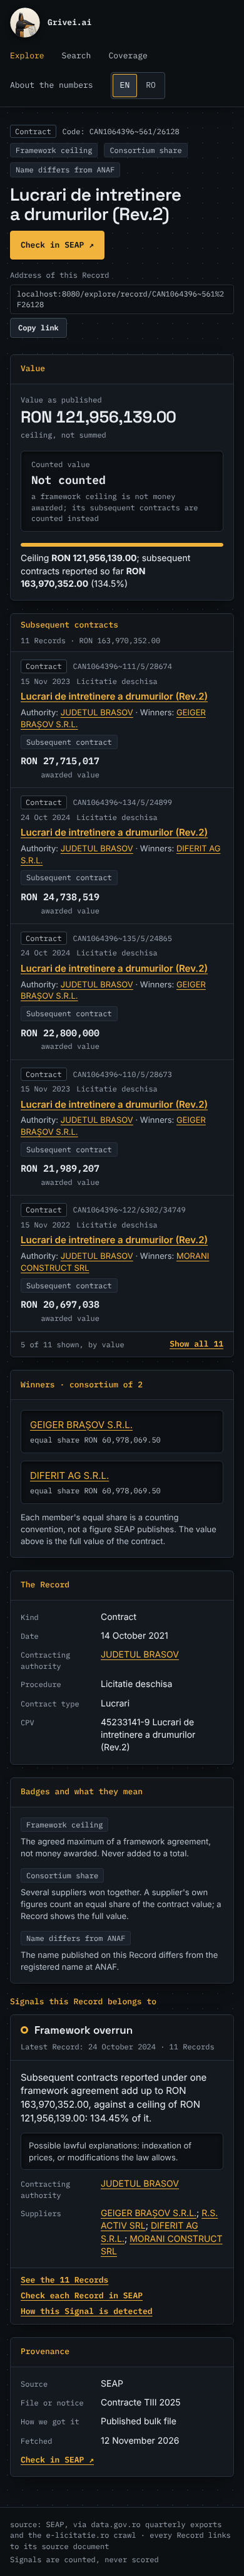 Grivei.ai
Explore Search Coverage
About the numbers EN RO
Contract Code: CAN1064396~561/26128
Framework ceiling Consortium share
Name differs from ANAF
Lucrari de intretinere
a drumurilor (Rev.2)
Check in SEAP ↗
Address of this Record
localhost:8080/explore/record/CAN1064396~561%2
F26128
Copy link
Value
Value as published
RON 121,956,139.00
ceiling, not summed
Counted value
Not counted
a framework ceiling is not money
awarded; its subsequent contracts are
counted instead
Ceiling RON 121,956,139.00; subsequent
contracts reported so far RON
163,970,352.00 (134.5%)
Subsequent contracts
11 Records · RON 163,970,352.00
Contract CAN1064396~111/5/28674
15 Nov 2023 Licitatie deschisa
Lucrari de intretinere a drumurilor (Rev.2)
Authority: JUDETUL BRASOV · Winners: GEIGER
BRAȘOV S.R.L.
Subsequent contract
RON 27,715,017
awarded value
Contract CAN1064396~134/5/24899
24 Oct 2024 Licitatie deschisa
Lucrari de intretinere a drumurilor (Rev.2)
Authority: JUDETUL BRASOV · Winners: DIFERIT AG
S.R.L.
Subsequent contract
RON 24,738,519
awarded value
Contract CAN1064396~135/5/24865
24 Oct 2024 Licitatie deschisa
Lucrari de intretinere a drumurilor (Rev.2)
Authority: JUDETUL BRASOV · Winners: GEIGER
BRAȘOV S.R.L.
Subsequent contract
RON 22,800,000
awarded value
Contract CAN1064396~110/5/28673
15 Nov 2023 Licitatie deschisa
Lucrari de intretinere a drumurilor (Rev.2)
Authority: JUDETUL BRASOV · Winners: GEIGER
BRAȘOV S.R.L.
Subsequent contract
RON 21,989,207
awarded value
Contract CAN1064396~122/6302/34749
15 Nov 2022 Licitatie deschisa
Lucrari de intretinere a drumurilor (Rev.2)
Authority: JUDETUL BRASOV · Winners: MORANI
CONSTRUCT SRL
Subsequent contract
RON 20,697,038
awarded value
5 of 11 shown, by value Show all 11
Winners · consortium of 2
GEIGER BRAȘOV S.R.L.
equal share RON 60,978,069.50
DIFERIT AG S.R.L.
equal share RON 60,978,069.50
Each member's equal share is a counting
convention, not a figure SEAP publishes. The value
above is the full value of the contract.
The Record
Kind Contract
Date 14 October 2021
Contracting
authority JUDETUL BRASOV
Procedure Licitatie deschisa
Contract type Lucrari
CPV 45233141-9 Lucrari de
intretinere a drumurilor
(Rev.2)
Badges and what they mean
Framework ceiling
The agreed maximum of a framework agreement,
not money awarded. Never added to a total.
Consortium share
Several suppliers won together. A supplier's own
figures count an equal share of the contract value; a
Record shows the full value.
Name differs from ANAF
The name published on this Record differs from the
registered name at ANAF.
Signals this Record belongs to
Framework overrun
Latest Record: 24 October 2024 · 11 Records
Subsequent contracts reported under one
framework agreement add up to RON
163,970,352.00, against a ceiling of RON
121,956,139.00: 134.45% of it.
Possible lawful explanations: indexation of
prices, or modifications the law allows.
Contracting
authority JUDETUL BRASOV
Suppliers GEIGER BRAȘOV S.R.L.; R.S.
ACTIV SRL; DIFERIT AG
S.R.L.; MORANI CONSTRUCT
SRL
See the 11 Records
Check each Record in SEAP
How this Signal is detected
Provenance
Source SEAP
File or notice Contracte TIII 2025
How we got it Published bulk file
Fetched 12 November 2026
Check in SEAP ↗
source: SEAP, via data.gov.ro quarterly exports
and the e-licitatie.ro crawl · every Record links
to its source document
Signals are counted, never scored